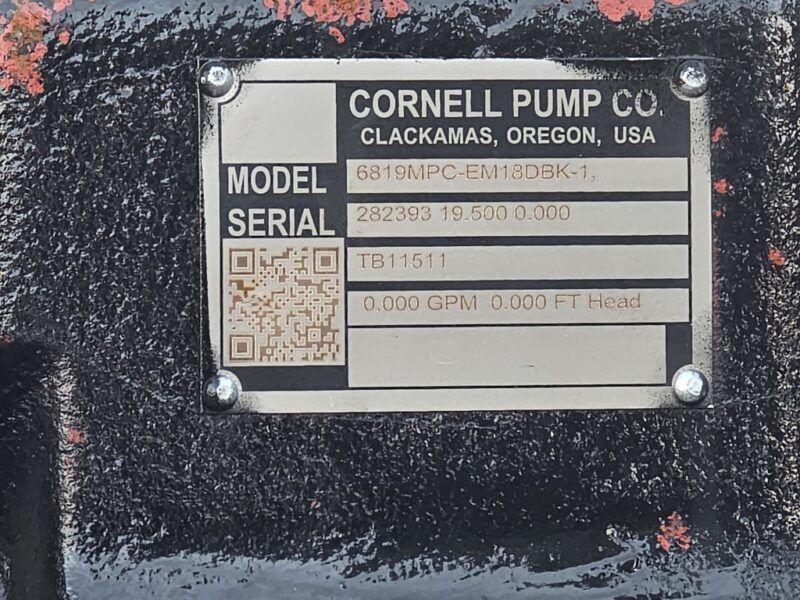 CORNELL PUMP CO.
CLACKAMAS, OREGON, USA
MODEL 6819MPC-EM18DBK-1,
SERIAL 282393 19.500 0.000
TB11511
0.000 GPM 0.000 FT Head